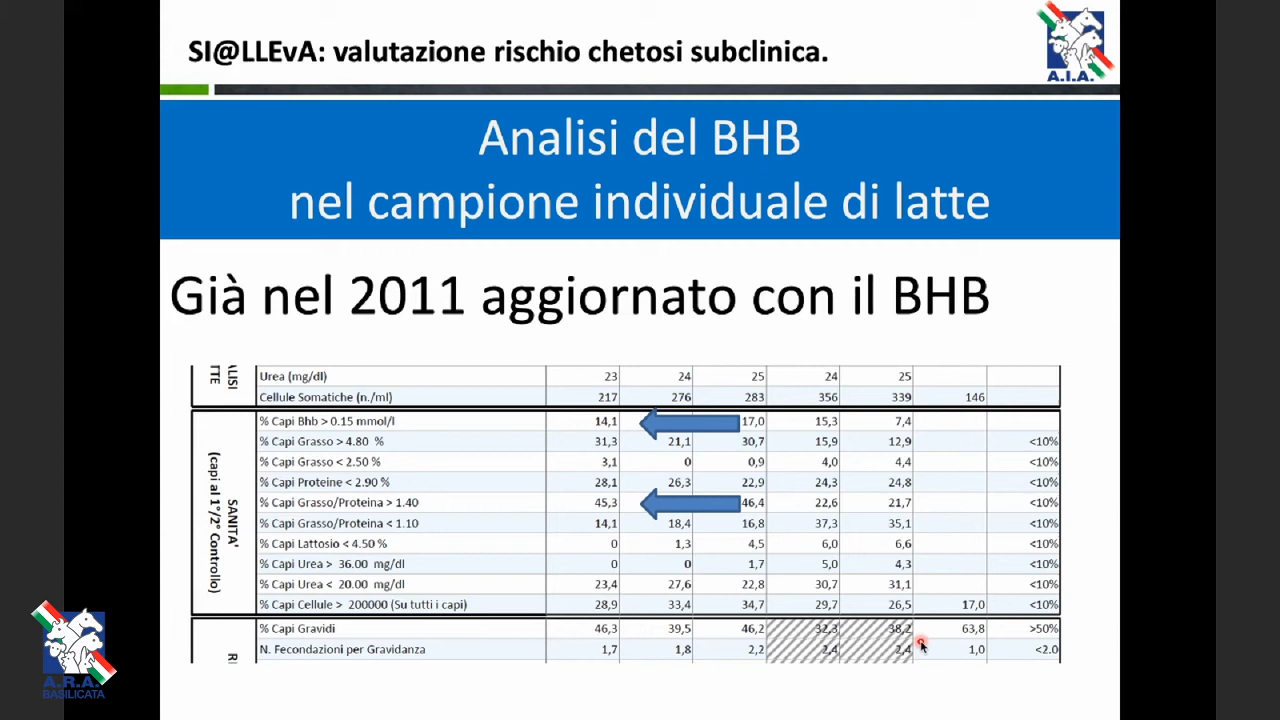 SI@LLEvA: valutazione rischio chetosi subclinica.
A.I.A.
Analisi del BHB
nel campione individuale di latte
Già nel 2011 aggiornato con il BHB
Urea (mg/dl) 23 24 25 24 25
Cellule Somatiche (n./ml) 217 276 283 356 339 146
SANITA'
(capi al 1°/2° Controllo)
% Capi Bhb > 0.15 mmol/l 14,1 17,0 15,3 7,4
% Capi Grasso > 4.80 % 31,3 21,1 30,7 15,9 12,9 <10%
% Capi Grasso < 2.50 % 3,1 0 0,9 4,0 4,4 <10%
% Capi Proteine < 2.90 % 28,1 26,3 22,9 24,3 24,8 <10%
% Capi Grasso/Proteina > 1.40 45,3 46,4 22,6 21,7 <10%
% Capi Grasso/Proteina < 1.10 14,1 18,4 16,8 37,3 35,1 <10%
% Capi Lattosio < 4.50 % 0 1,3 4,5 6,0 6,6 <10%
% Capi Urea > 36.00 mg/dl 0 0 1,7 5,0 4,3 <10%
% Capi Urea < 20.00 mg/dl 23,4 27,6 22,8 30,7 31,1 <10%
% Capi Cellule > 200000 (Su tutti i capi) 28,9 33,4 34,7 29,7 26,5 17,0 <10%
% Capi Gravidi 46,3 39,5 46,2 32,3 38,2 63,8 >50%
N. Fecondazioni per Gravidanza 1,7 1,8 2,2 2,4 2,4 1,0 <2.0
A.R.A.
BASILICATA